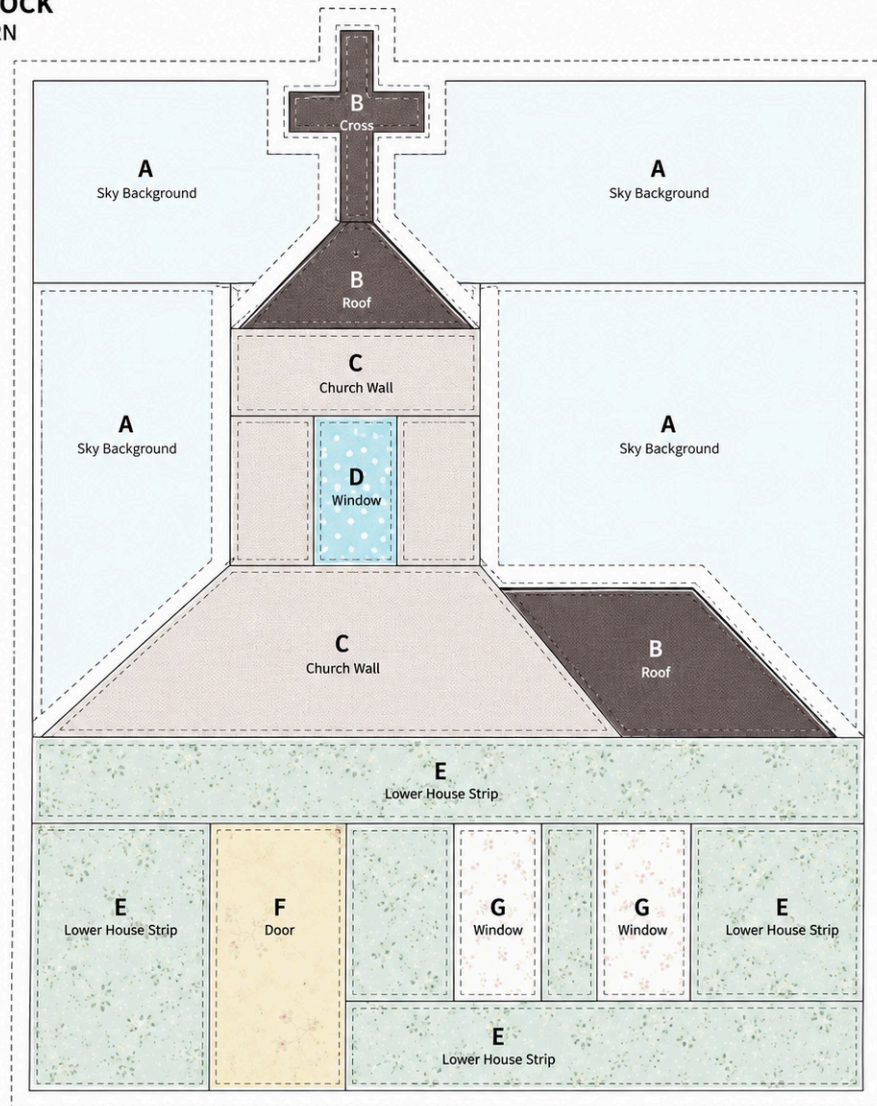 OCK
RN
B
Cross
A
Sky Background
A
Sky Background
B
Roof
C
Church Wall
A
Sky Background
A
Sky Background
D
Window
C
Church Wall
B
Roof
E
Lower House Strip
E
Lower House Strip
F
Door
G
Window
G
Window
E
Lower House Strip
E
Lower House Strip